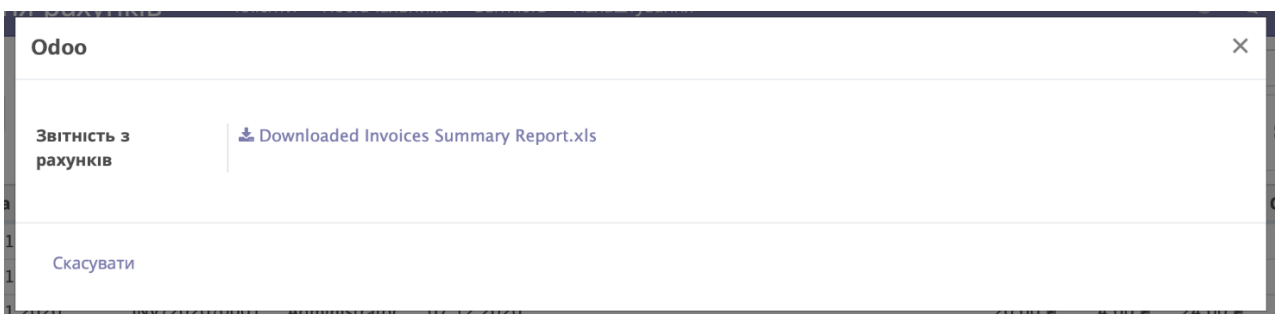 Odoo
×
Звітність з
рахунків
Downloaded Invoices Summary Report.xls
Скасувати